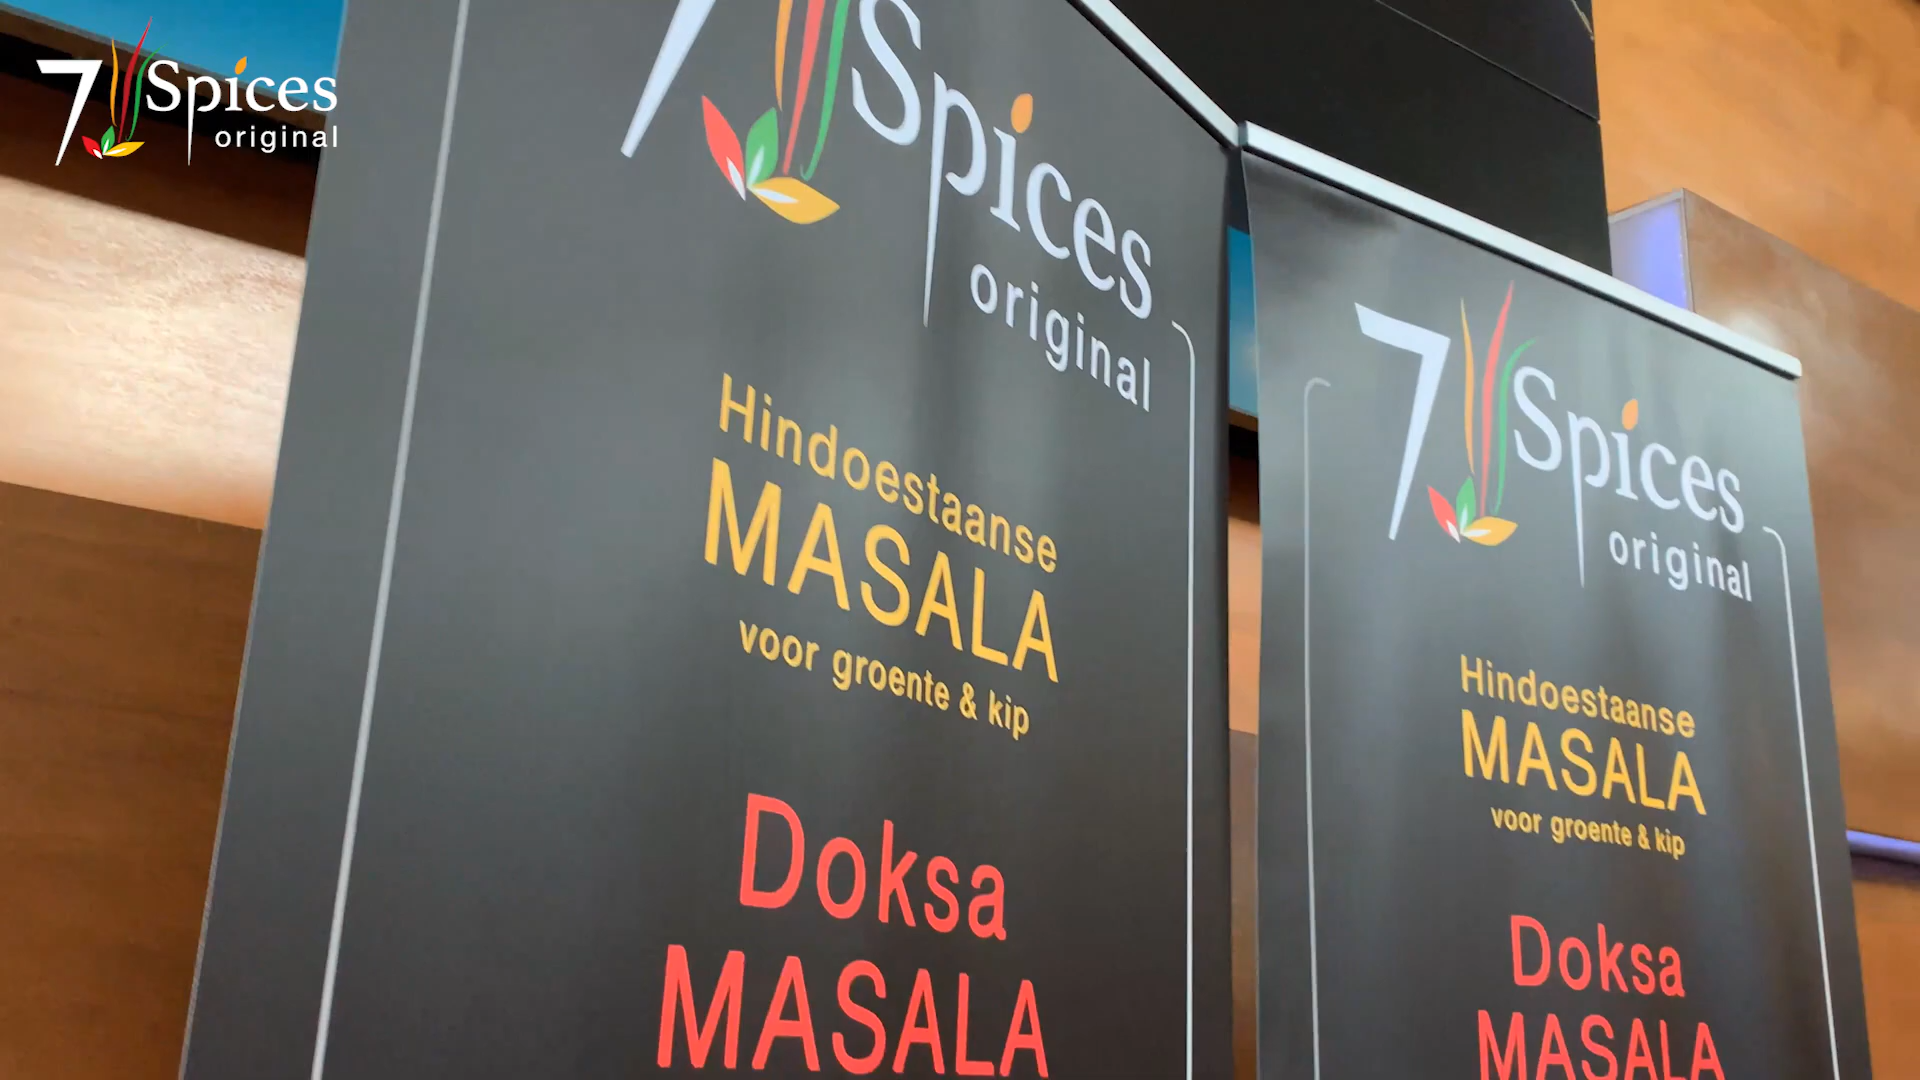 7 Spices
original
7 Spices
original
Hindoestaanse
MASALA
voor groente & kip
Doksa
MASALA
7 Spices
original
Hindoestaanse
MASALA
voor groente & kip
Doksa
MASALA